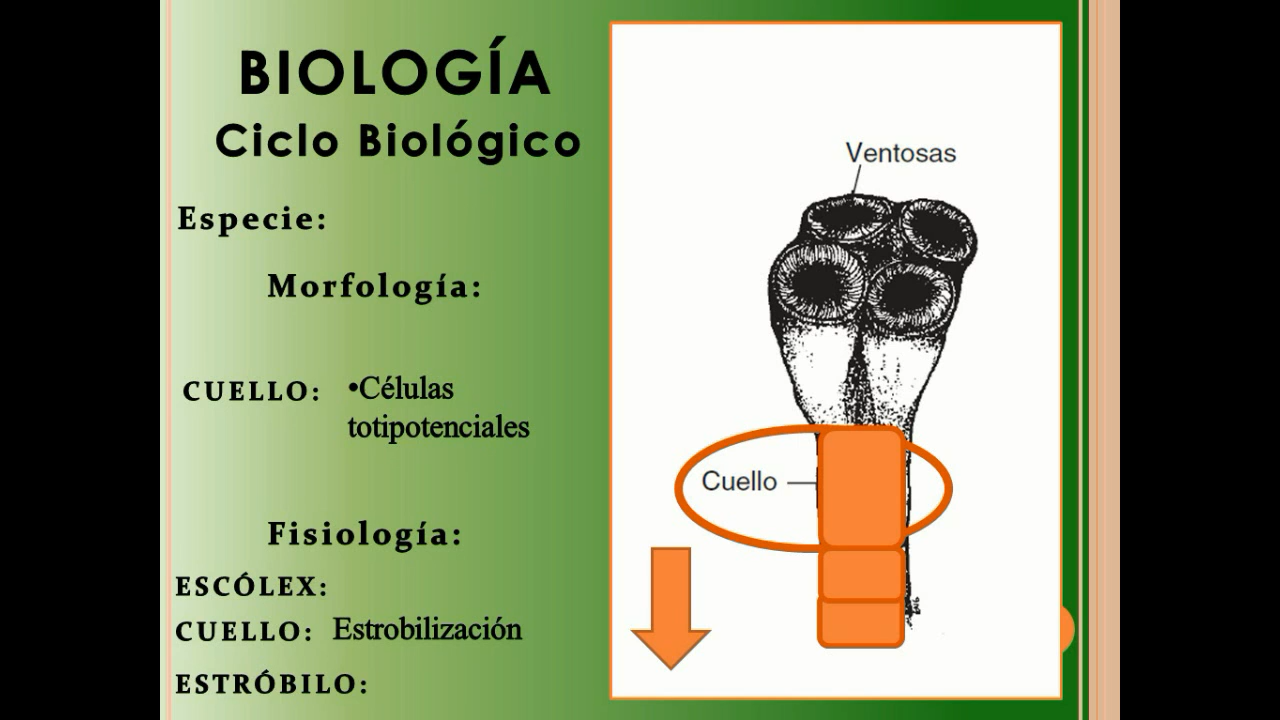 BIOLOGÍA
Ciclo Biológico
Especie:
Morfología:
CUELLO: •Células
totipotenciales
Fisiología:
ESCÓLEX:
CUELLO: Estrobilización
ESTRÓBILO:
Ventosas
Cuello